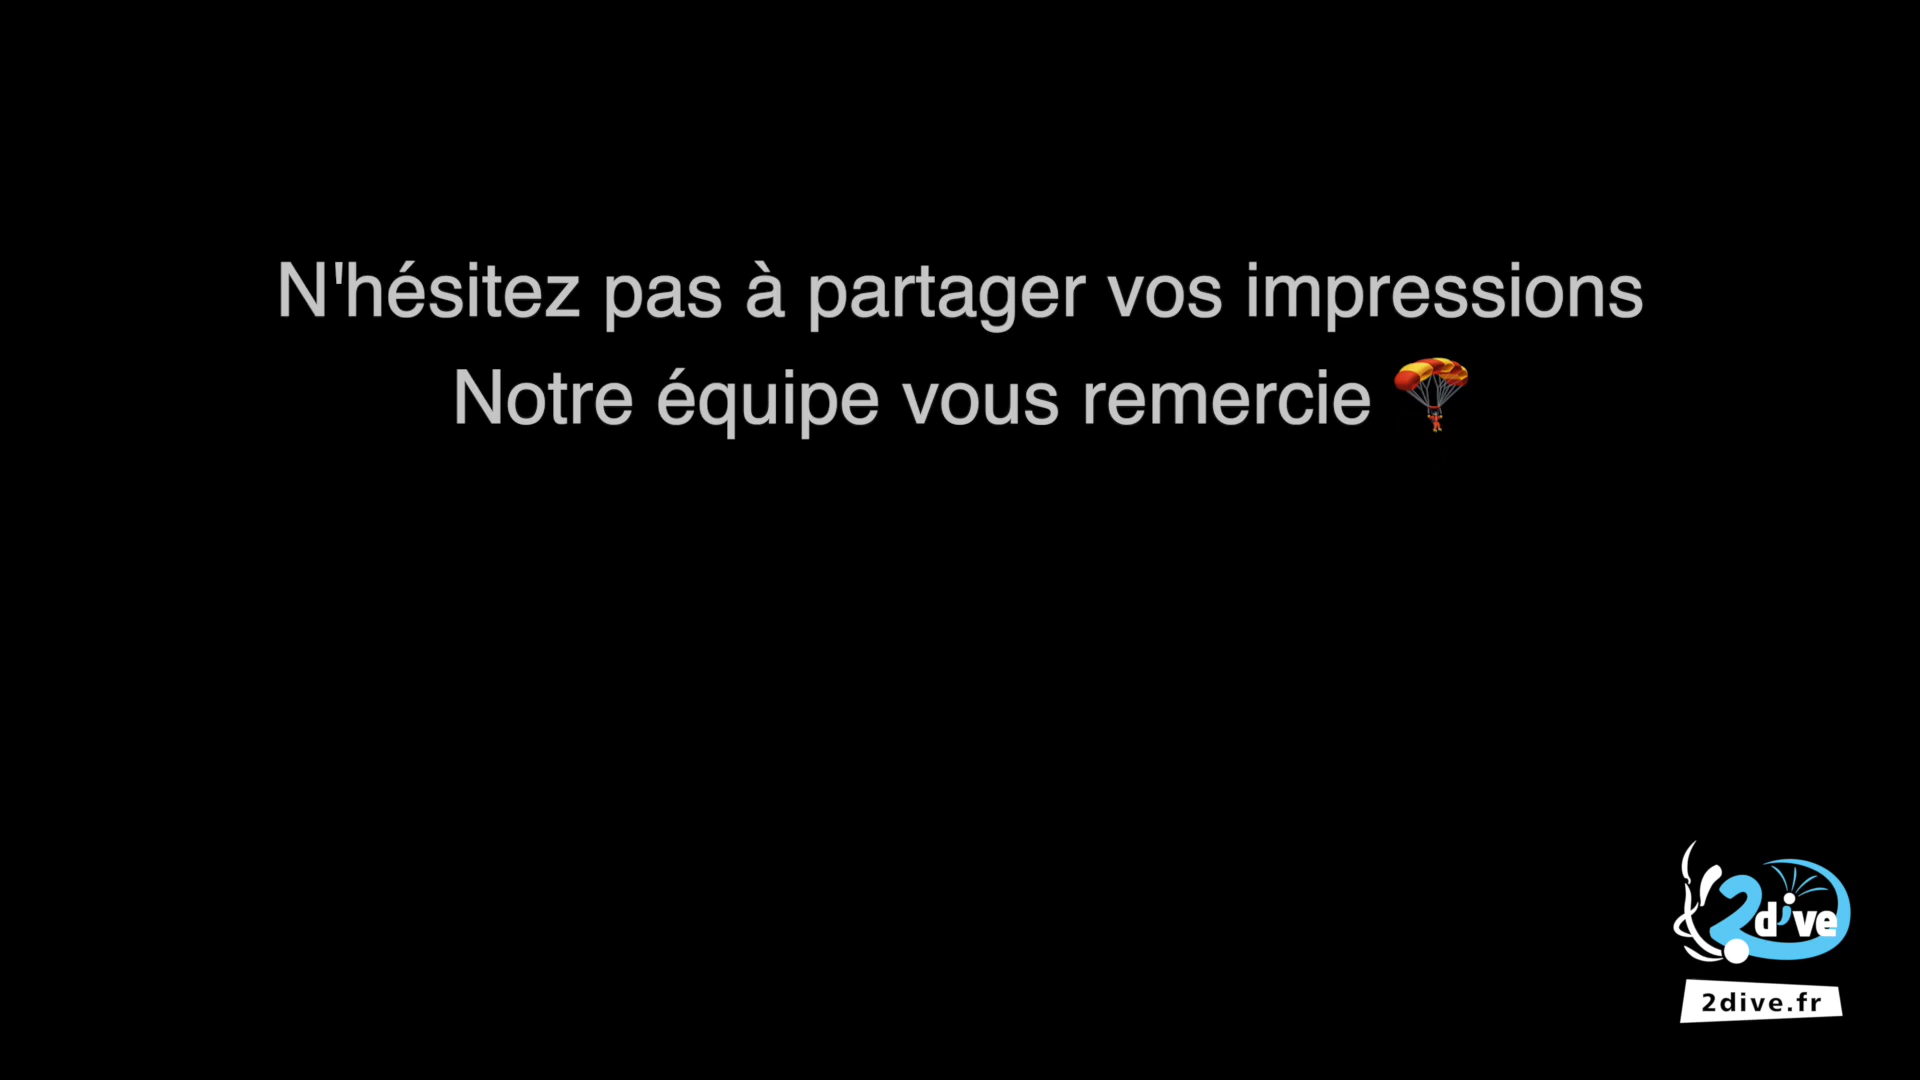 N'hésitez pas à partager vos impressions
Notre équipe vous remercie 🪂
2dive
2dive.fr